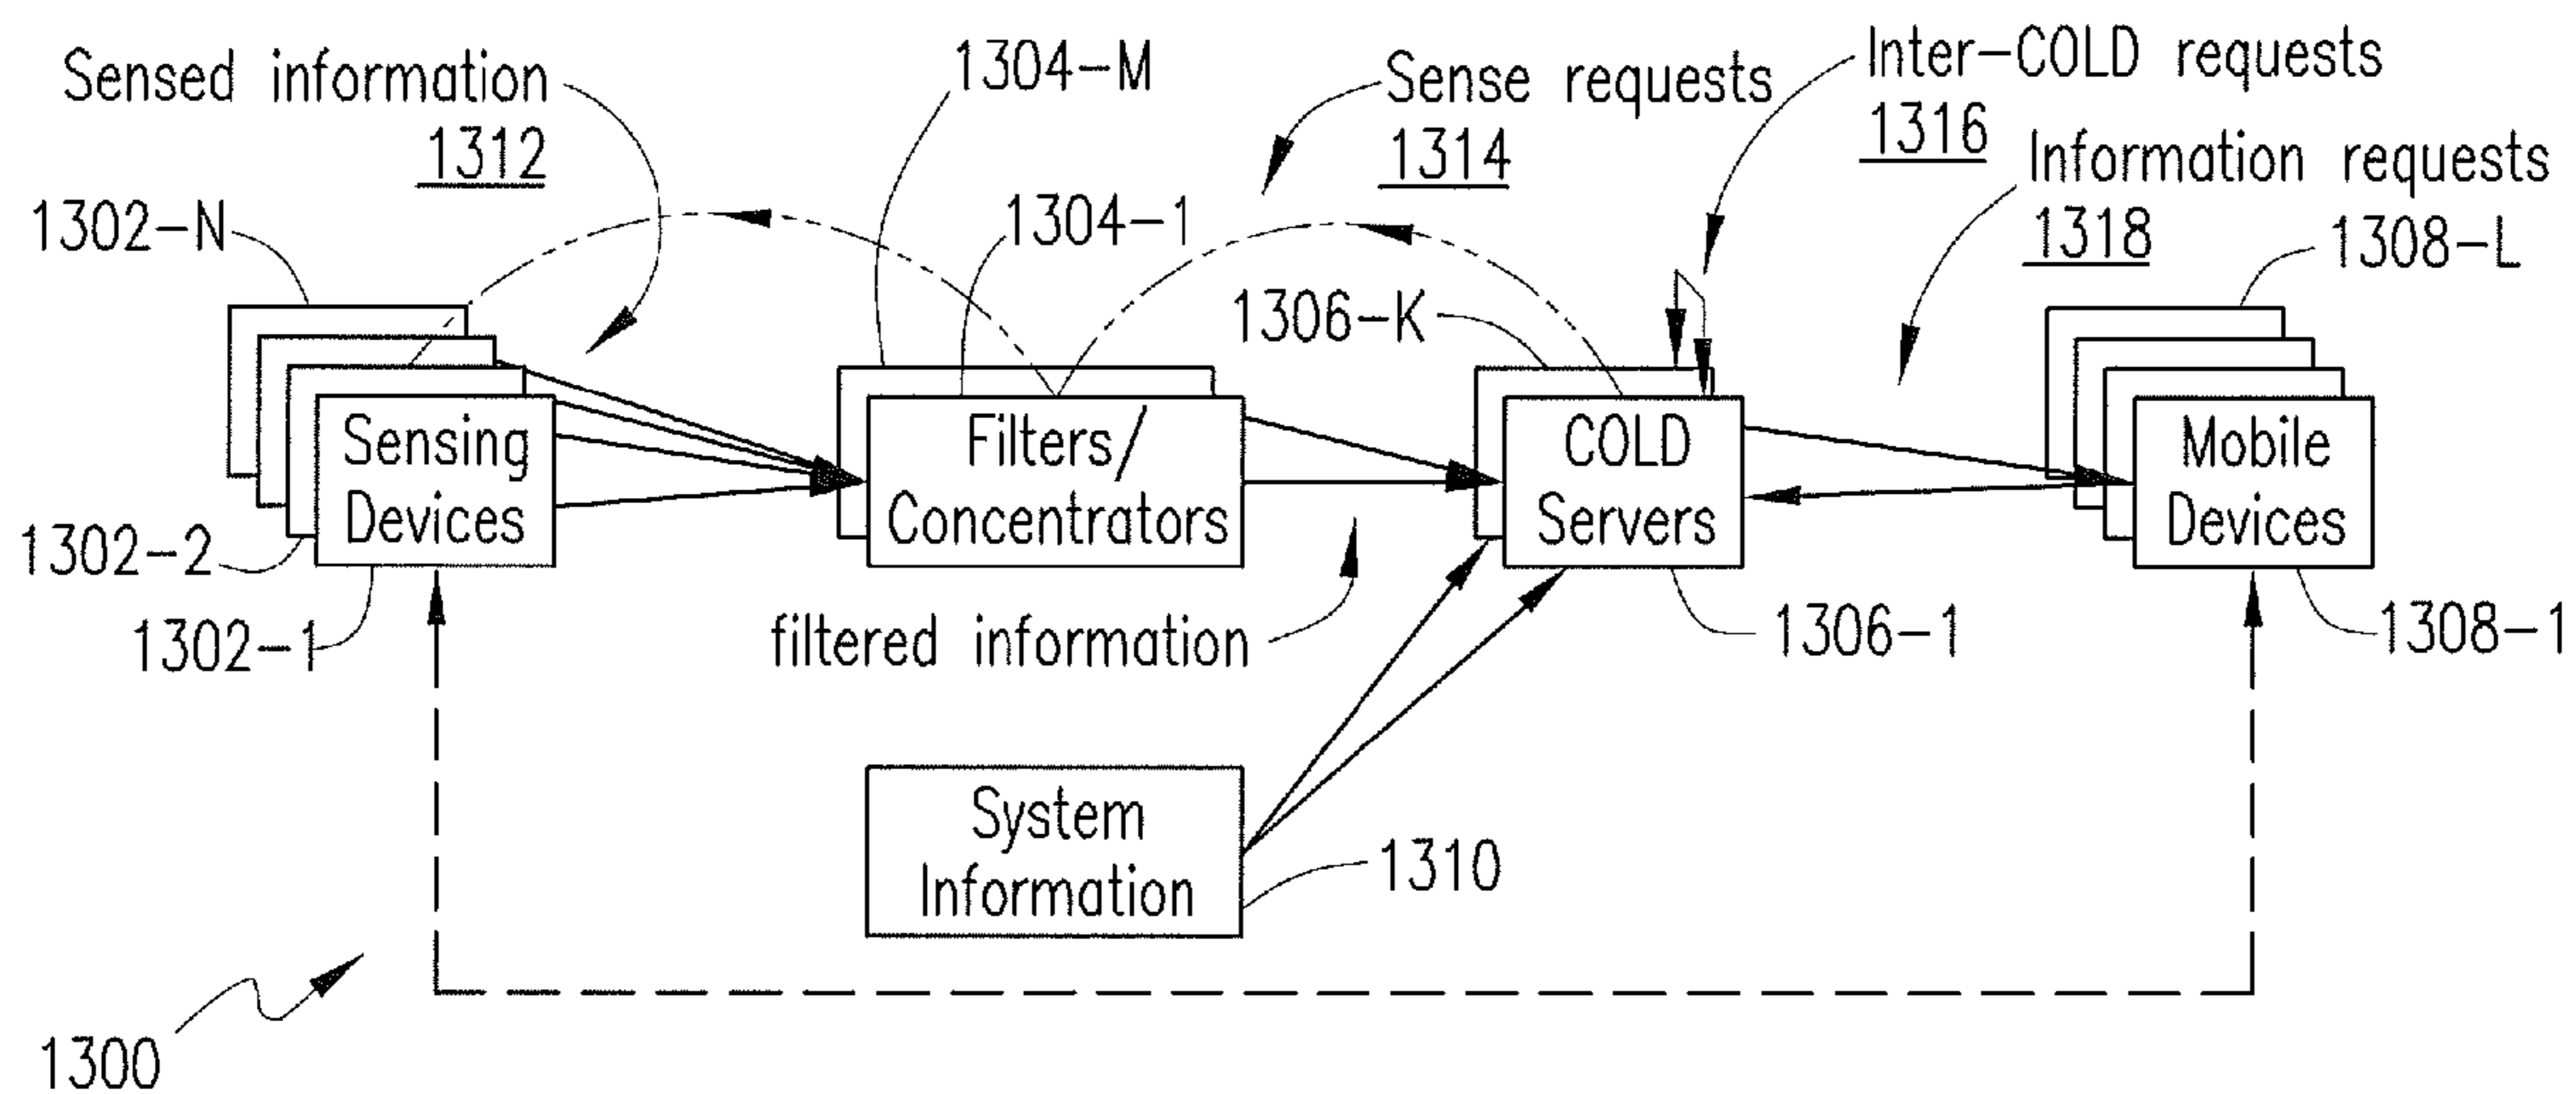 Sensed information
1312
1304-M
Sense requests
1314
Inter-COLD requests
1316
Information requests
1318
1302-N
1304-1
1306-K
1308-L
Sensing
Devices
Filters/
Concentrators
COLD
Servers
Mobile
Devices
1302-2
1302-1
filtered information
1306-1
1308-1
System
Information
1310
1300